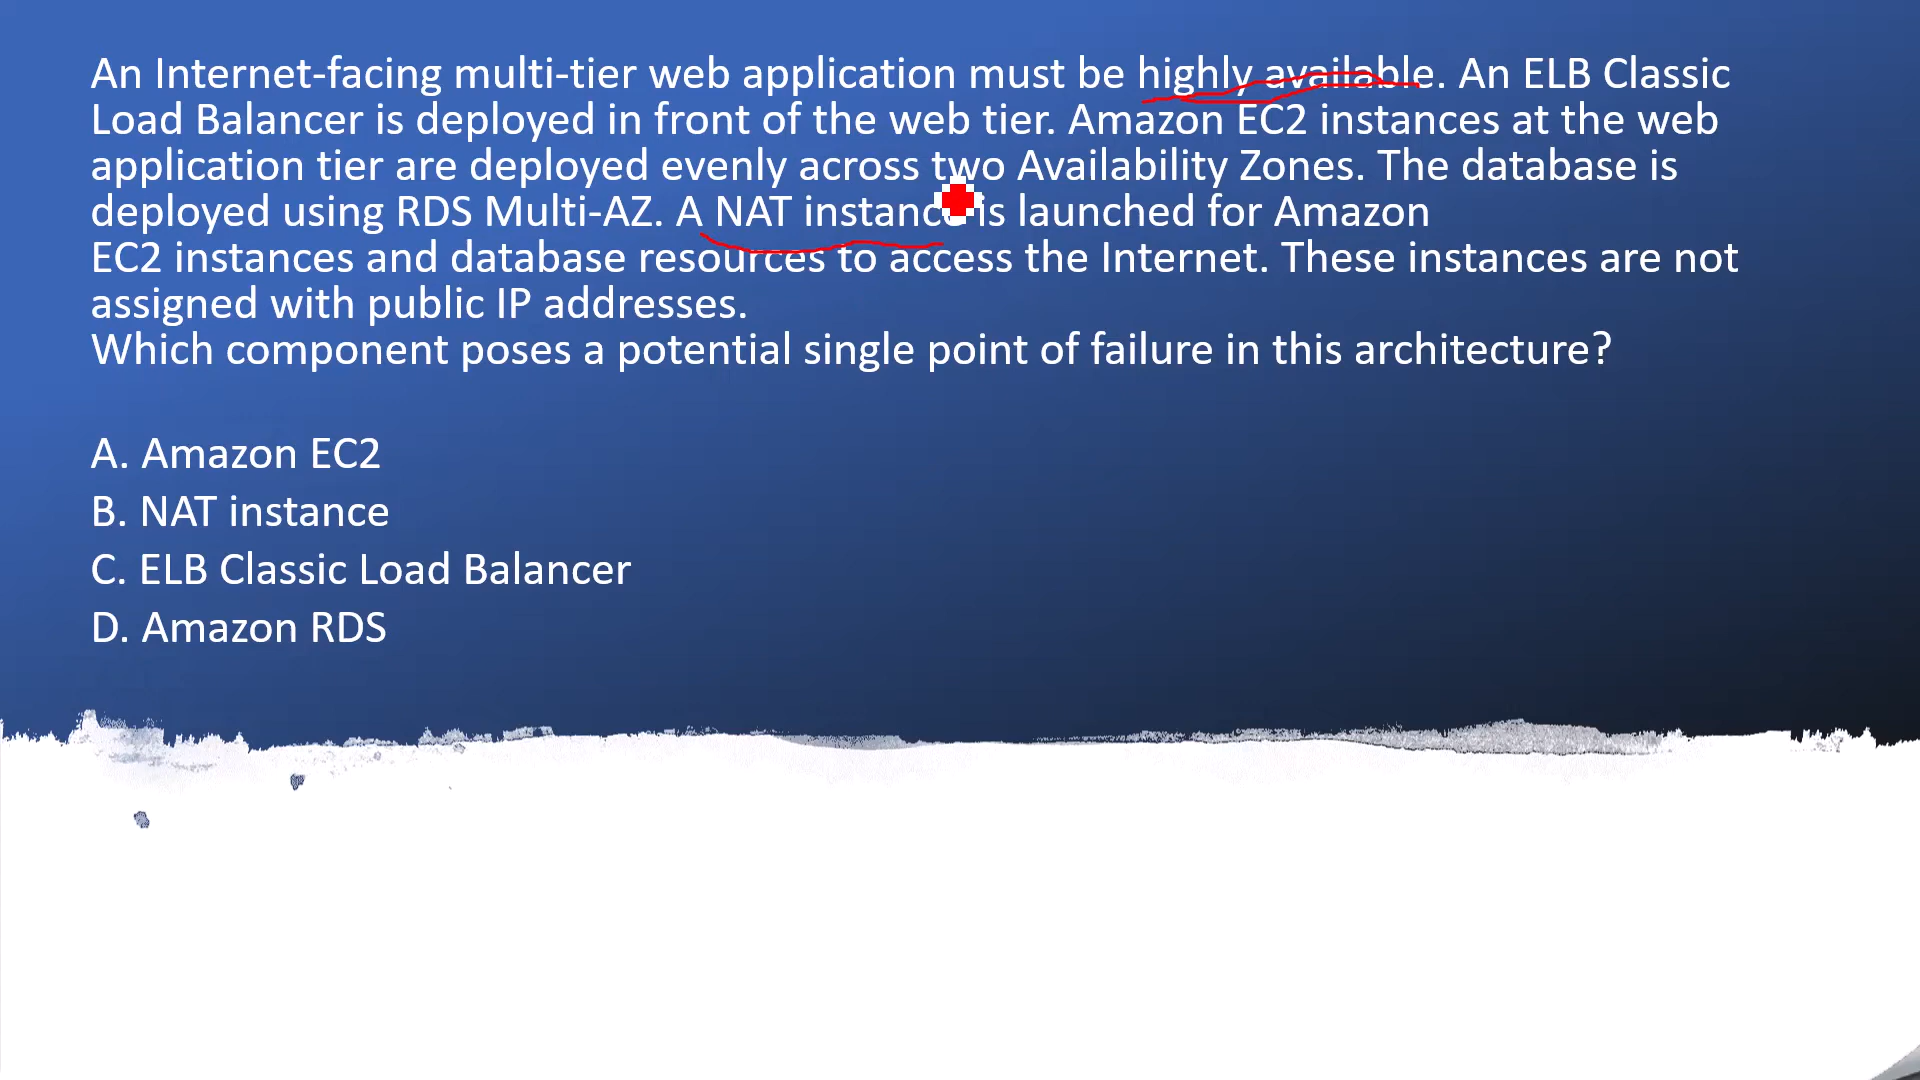 An Internet-facing multi-tier web application must be highly available. An ELB Classic
Load Balancer is deployed in front of the web tier. Amazon EC2 instances at the web
application tier are deployed evenly across two Availability Zones. The database is
deployed using RDS Multi-AZ. A NAT instance is launched for Amazon
EC2 instances and database resources to access the Internet. These instances are not
assigned with public IP addresses.
Which component poses a potential single point of failure in this architecture?
A. Amazon EC2
B. NAT instance
C. ELB Classic Load Balancer
D. Amazon RDS